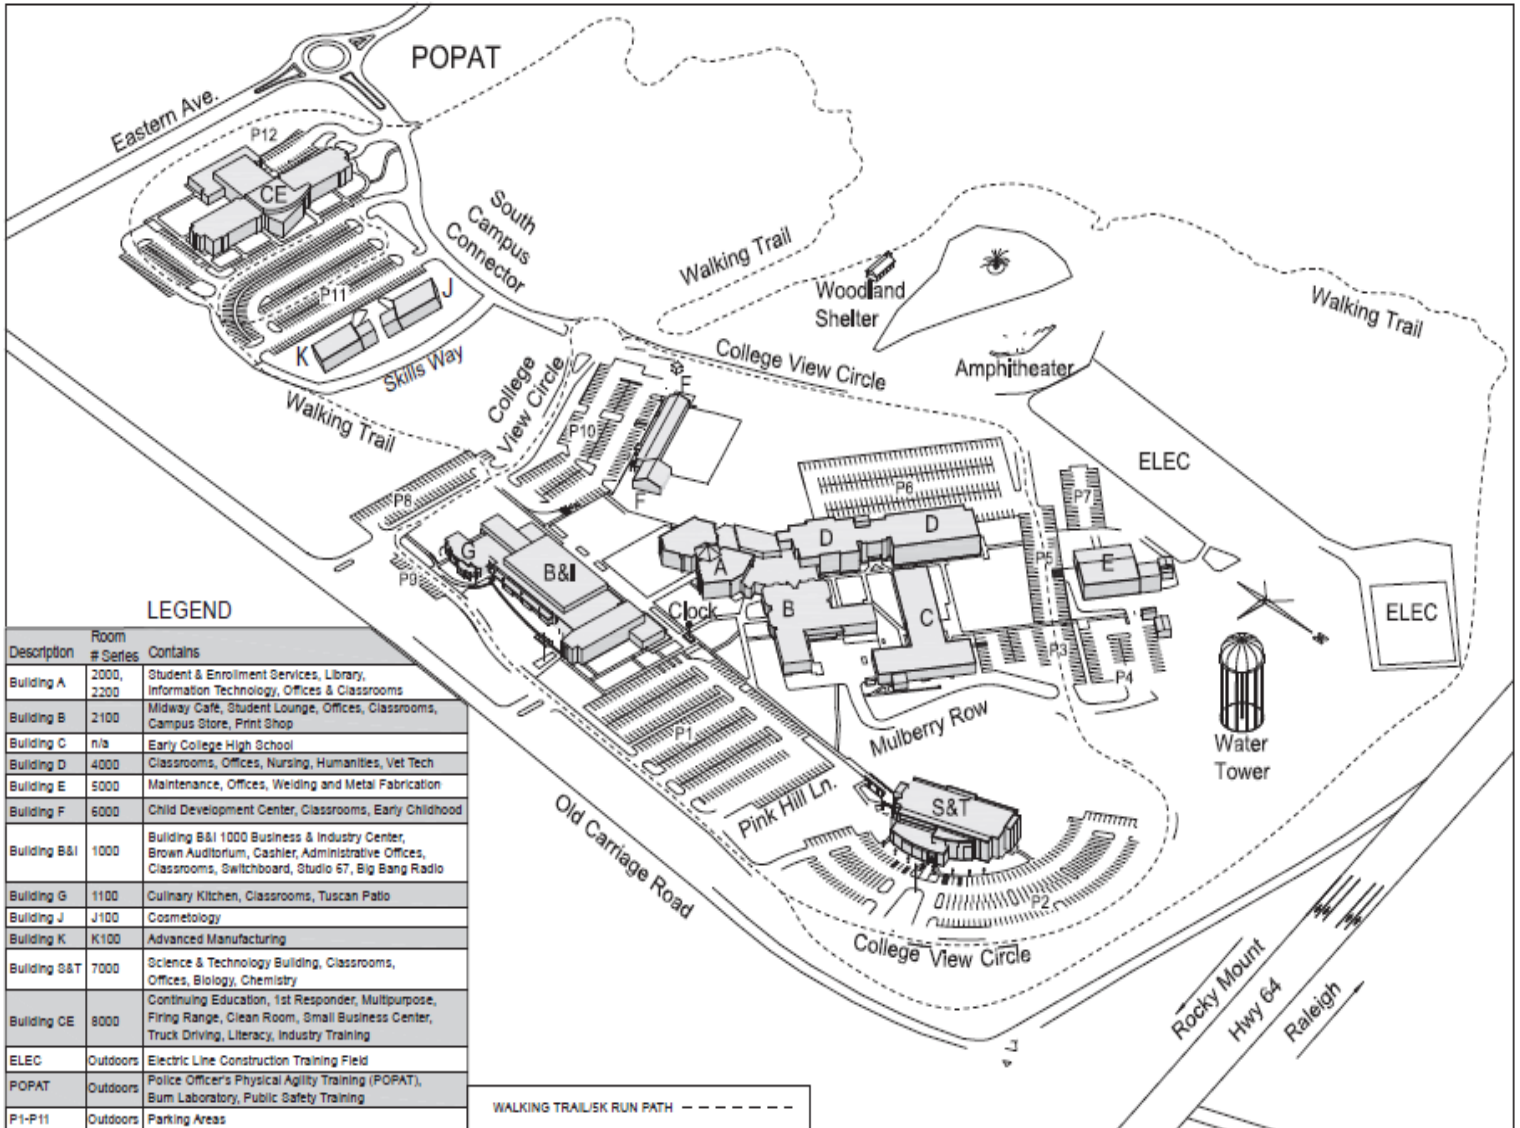 POPAT
Eastern Ave.
P12
CE
South
Campus
Connector
Walking Trail
P11
J
K
Skills Way
Woodland
Shelter
Walking Trail
College View Circle
Amphitheater
College
View Circle
Walking Trail
F
P10
F
ELEC
P8
P6
P7
D
D
G
B&I
A
P5
E
P9
Clock
B
C
ELEC
P3
P4
P1
Mulberry Row
Water
Tower
Pink Hill Ln.
S&T
Old Carriage Road
P2
College View Circle
Rocky Mount
Hwy 64
Raleigh
LEGEND
Description Room # Series Contains
Building A 2000, 2200 Student & Enrollment Services, Library,
Information Technology, Offices & Classrooms
Building B 2100 Midway Café, Student Lounge, Offices, Classrooms,
Campus Store, Print Shop
Building C n/a Early College High School
Building D 4000 Classrooms, Offices, Nursing, Humanities, Vet Tech
Building E 5000 Maintenance, Offices, Welding and Metal Fabrication
Building F 6000 Child Development Center, Classrooms, Early Childhood
Building B&I 1000 Building B&I 1000 Business & Industry Center,
Brown Auditorium, Cashier, Administrative Offices,
Classrooms, Switchboard, Studio 67, Big Bang Radio
Building G 1100 Culinary Kitchen, Classrooms, Tuscan Patio
Building J J100 Cosmetology
Building K K100 Advanced Manufacturing
Building S&T 7000 Science & Technology Building, Classrooms,
Offices, Biology, Chemistry
Building CE 8000 Continuing Education, 1st Responder, Multipurpose,
Firing Range, Clean Room, Small Business Center,
Truck Driving, Literacy, Industry Training
ELEC Outdoors Electric Line Construction Training Field
POPAT Outdoors Police Officer's Physical Agility Training (POPAT),
Burn Laboratory, Public Safety Training
P1-P11 Outdoors Parking Areas
WALKING TRAIL/5K RUN PATH